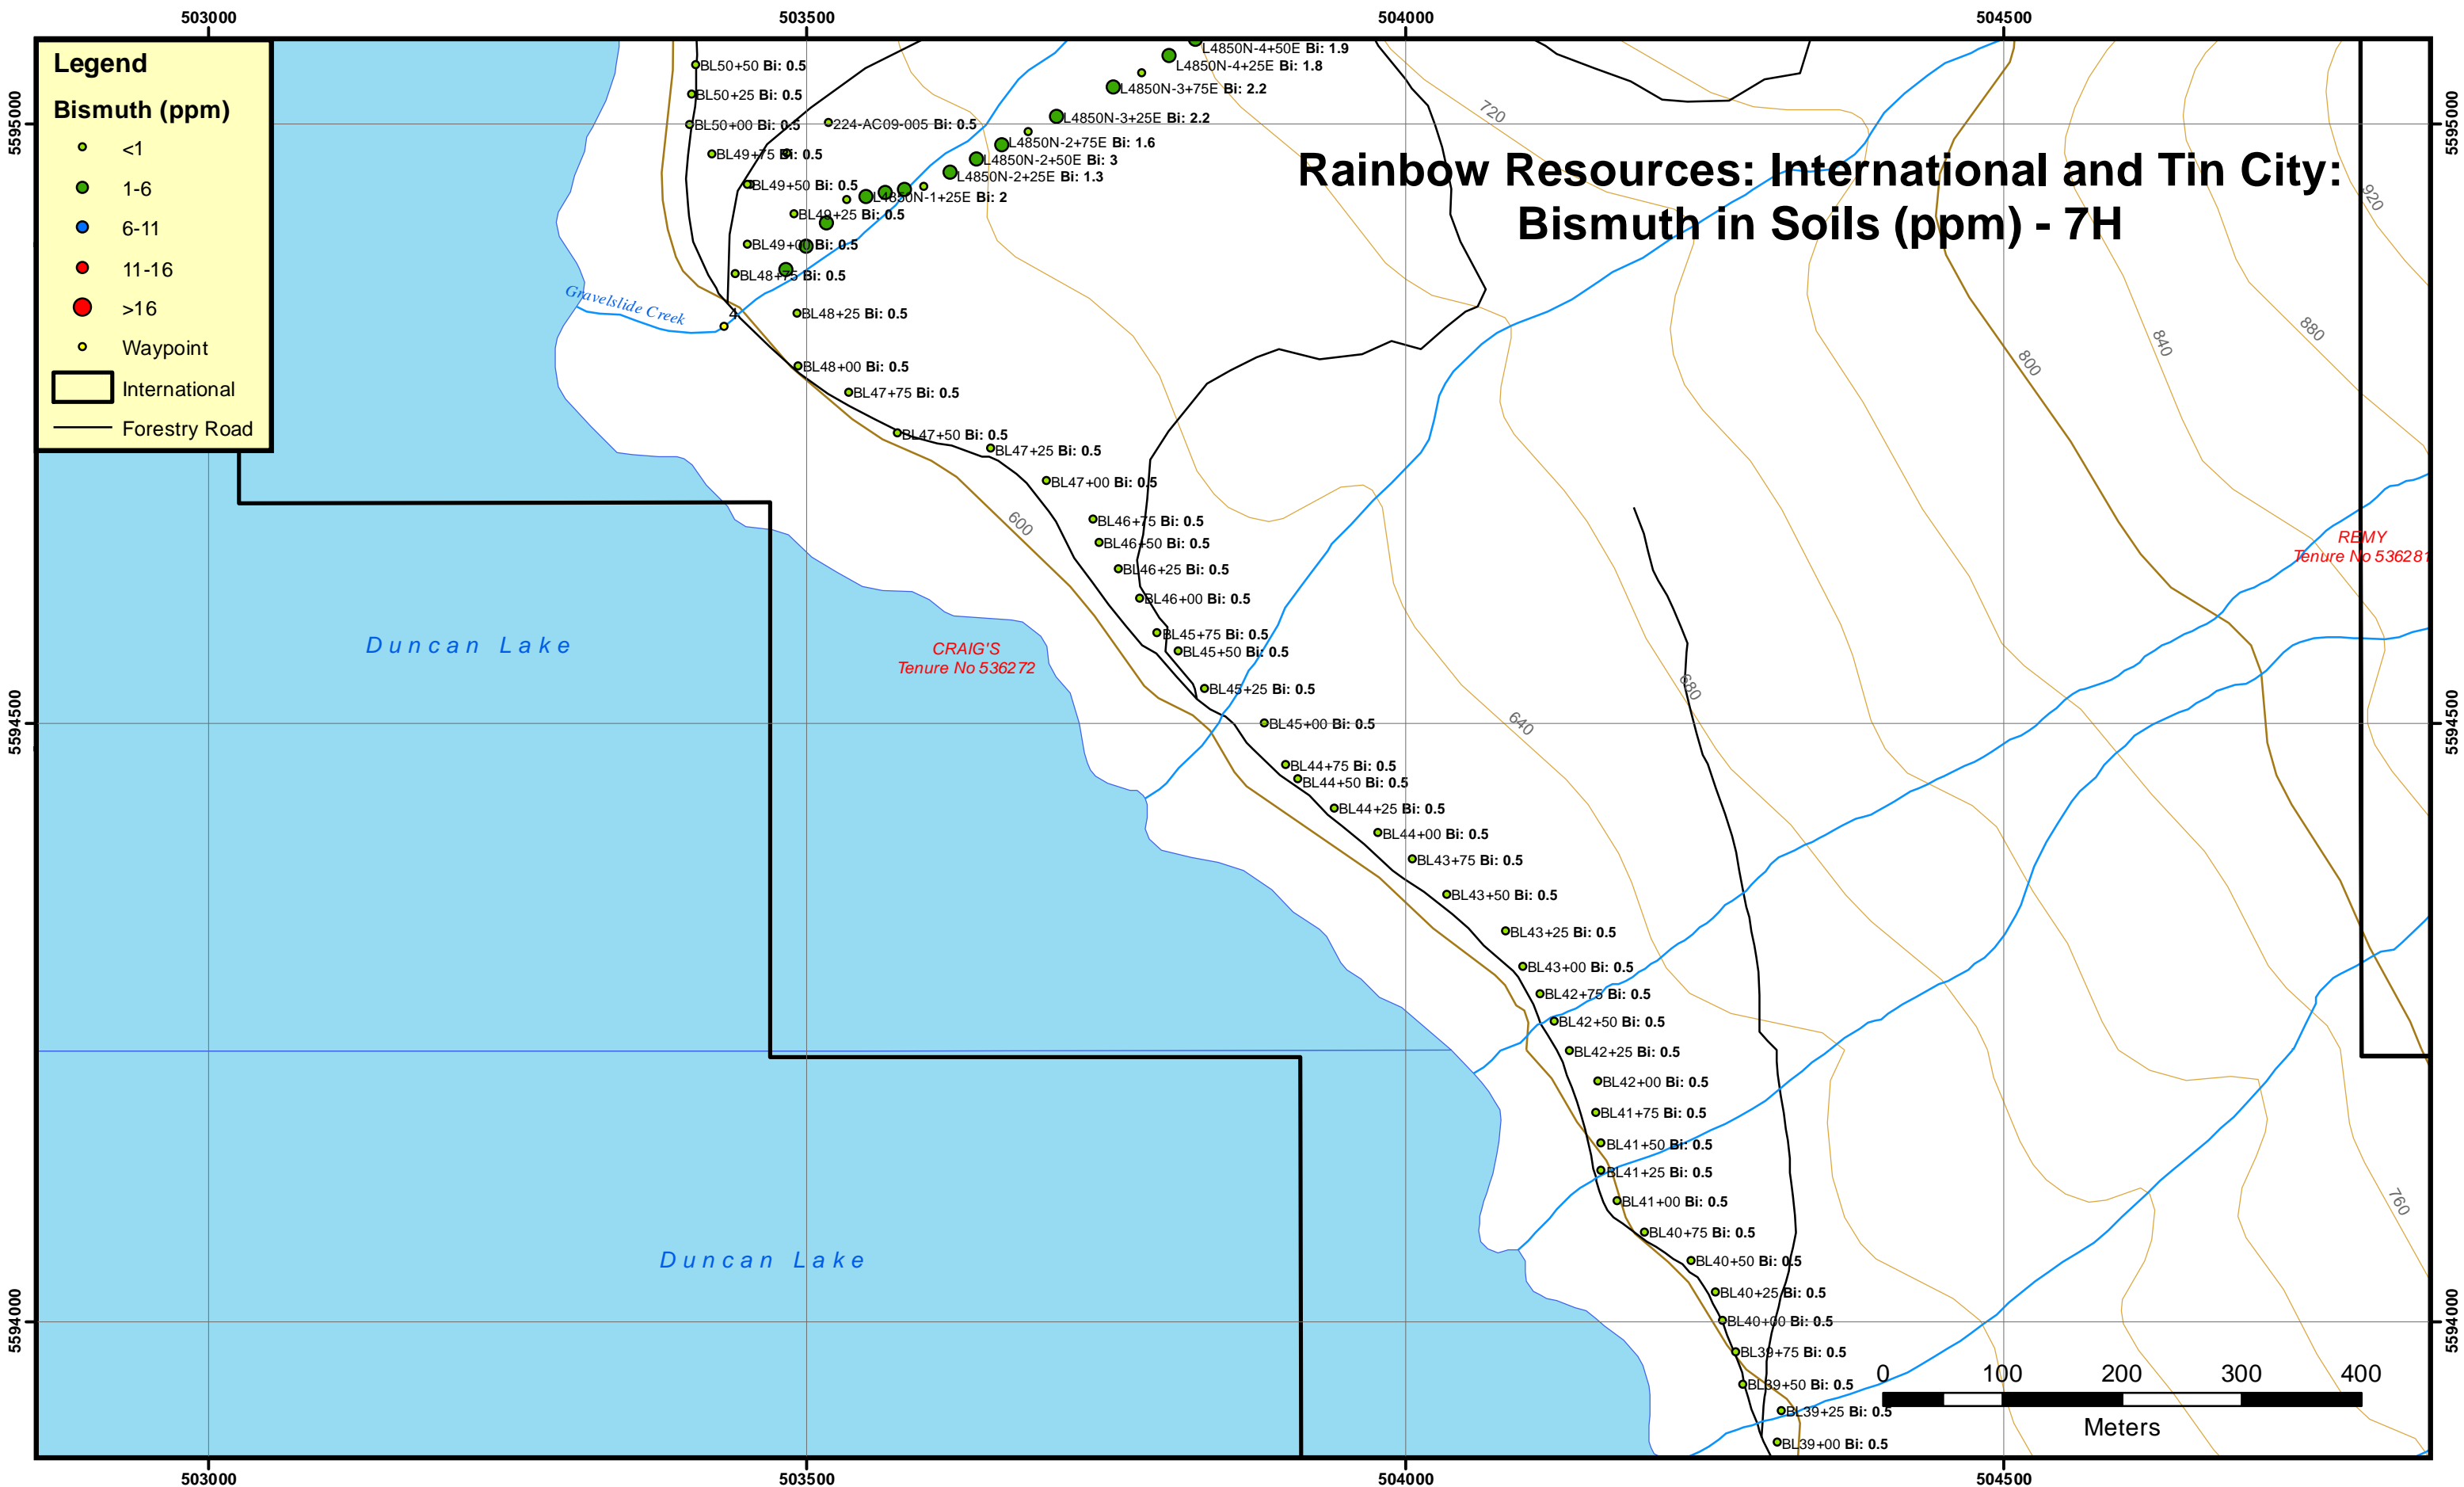 503000
503500
504000
504500
Legend
Bismuth (ppm)
<1
1-6
6-11
11-16
>16
Waypoint
International
Forestry Road
Rainbow Resources: International and Tin City:
Bismuth in Soils (ppm) - 7H
5595000
5595000
L4850N-4+50E Bi: 1.9
L4850N-4+25E Bi: 1.8
L4850N-3+75E Bi: 2.2
L4850N-3+25E Bi: 2.2
L4850N-2+75E Bi: 1.6
L4850N-2+50E Bi: 3
L4850N-2+25E Bi: 1.3
L4850N-1+25E Bi: 2
BL50+50 Bi: 0.5
BL50+25 Bi: 0.5
BL50+00 Bi: 0.5
224-AC09-005 Bi: 0.5
BL49+75 Bi: 0.5
BL49+50 Bi: 0.5
BL49+25 Bi: 0.5
BL49+00 Bi: 0.5
BL48+75 Bi: 0.5
Gravelslide Creek
4
BL48+25 Bi: 0.5
BL48+00 Bi: 0.5
BL47+75 Bi: 0.5
BL47+50 Bi: 0.5
BL47+25 Bi: 0.5
BL47+00 Bi: 0.5
BL46+75 Bi: 0.5
BL46+50 Bi: 0.5
BL46+25 Bi: 0.5
BL46+00 Bi: 0.5
BL45+75 Bi: 0.5
BL45+50 Bi: 0.5
BL45+25 Bi: 0.5
BL45+00 Bi: 0.5
BL44+75 Bi: 0.5
BL44+50 Bi: 0.5
BL44+25 Bi: 0.5
BL44+00 Bi: 0.5
BL43+75 Bi: 0.5
BL43+50 Bi: 0.5
BL43+25 Bi: 0.5
BL43+00 Bi: 0.5
BL42+75 Bi: 0.5
BL42+50 Bi: 0.5
BL42+25 Bi: 0.5
BL42+00 Bi: 0.5
BL41+75 Bi: 0.5
BL41+50 Bi: 0.5
BL41+25 Bi: 0.5
BL41+00 Bi: 0.5
BL40+75 Bi: 0.5
BL40+50 Bi: 0.5
BL40+25 Bi: 0.5
BL40+00 Bi: 0.5
BL39+75 Bi: 0.5
BL39+50 Bi: 0.5
BL39+25 Bi: 0.5
BL39+00 Bi: 0.5
720
920
880
840
800
600
640
680
760
REMY
Tenure No 536281
CRAIG'S
Tenure No 536272
Duncan Lake
Duncan Lake
5594500
5594500
5594000
5594000
0 100 200 300 400
Meters
503000
503500
504000
504500